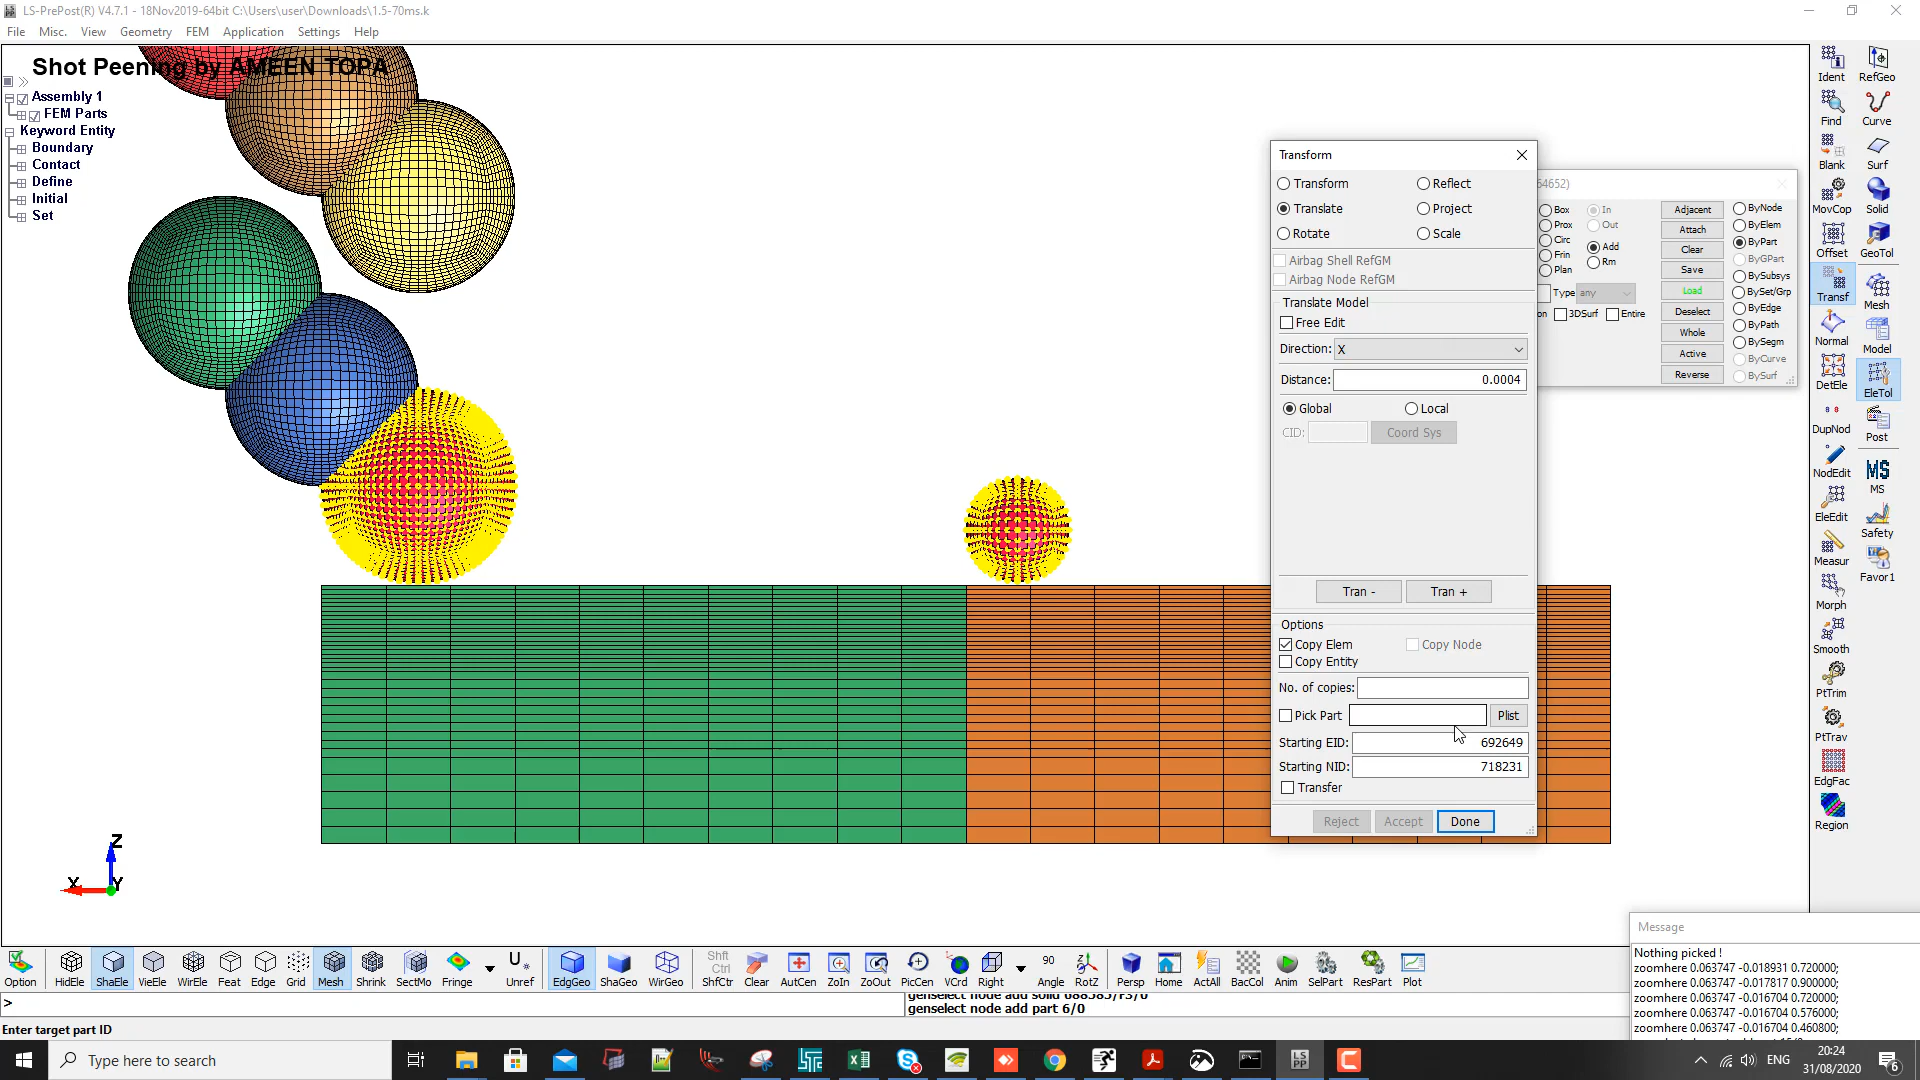 LS-PrePost(R) V4.7.1 - 18Nov2019-64bit C:\Users\user\Downloads\1.5-70ms.k
File Misc. View Geometry FEM Application Settings Help
Shot Peening by AMEEN TOPA
Assembly 1
FEM Parts
Keyword Entity
Boundary
Contact
Define
Initial
Set
Z
X
Y
Transform
Transform Reflect
Translate Project
Rotate Scale
Airbag Shell RefGM
Airbag Node RefGM
Translate Model
Free Edit
Direction: X
Distance: 0.0004
Global Local
CID: Coord Sys
Tran - Tran +
Options
Copy Elem Copy Node
Copy Entity
No. of copies:
Pick Part Plist
Starting EID: 692649
Starting NID: 718231
Transfer
Reject Accept Done
64652)
Box In Adjacent ByNode
Prox Out Attach ByElem
Circ Add Clear ByPart
Frin Rm Save ByGPart
Plan Load BySubsys
Type any Deselect BySet/Grp
on 3DSurf Entire Whole ByEdge
Active ByPath
Reverse BySegm
ByCurve
BySurf
Ident RefGeo
Find Curve
Blank Surf
MovCop Solid
Offset GeoTol
Transf Mesh
Normal Model
DetEle EleTol
DupNod Post
NodEdit MS
MS
EleEdit Safety
Measur Favor1
Morph
Smooth
PtTrim
PtTrav
EdgFac
Region
Message
Nothing picked !
zoomhere 0.063747 -0.018931 0.720000;
zoomhere 0.063747 -0.017817 0.900000;
zoomhere 0.063747 -0.016704 0.720000;
zoomhere 0.063747 -0.016704 0.576000;
zoomhere 0.063747 -0.016704 0.460800;
Option HidEle ShaEle VieEle WirEle Feat Edge Grid Mesh Shrink SectMo Fringe Unref EdgGeo ShaGeo WirGeo Shft Ctrl ShfCtr Clear AutCen ZoIn ZoOut PicCen VCrd Right 90 Angle RotZ Persp Home ActAll BacCol Anim SelPart RestPart Plot
>
genselect node add part 6/0
Enter target part ID
Type here to search
ENG
20:24
31/08/2020
6